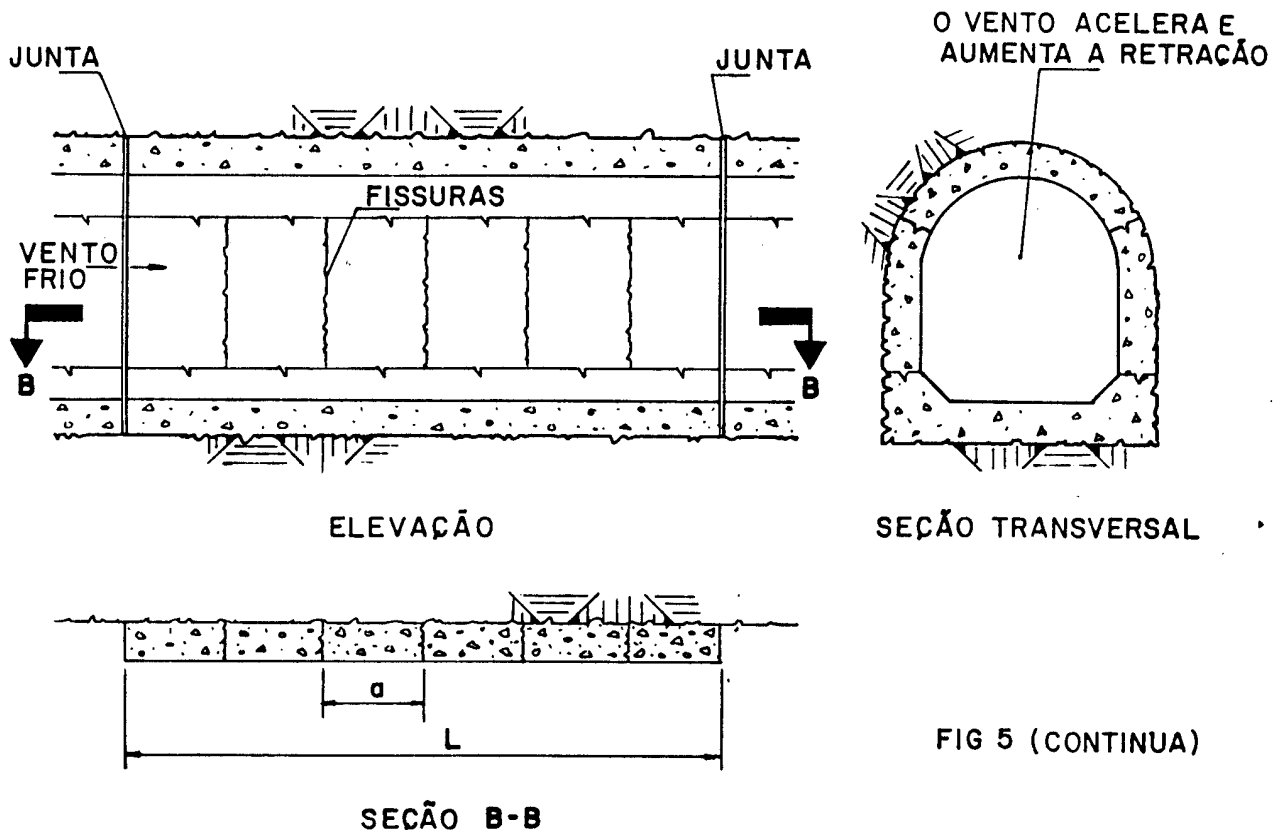 O VENTO ACELERA E
AUMENTA A RETRAÇÃO
JUNTA
JUNTA
FISSURAS
VENTO
FRIO
B
B
ELEVAÇÃO
SEÇÃO TRANSVERSAL
a
L
FIG 5 (CONTINUA)
SEÇÃO B-B